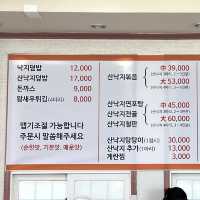 낙지덮밥 12,000
산낙지덮밥 17,000
돈까스 9,000
왕새우튀김 8,000
맵기조절 가능합니다
주문시 말씀해주세요
(순한맛, 기본맛, 매운맛)
산낙지볶음 中 39,000
大 53,000
산낙지연포탕 中 45,000
산낙지전골
산낙지철판 大 60,000
산낙지탕탕이 30,000
산낙지 추가 13,000
계란찜 3,000